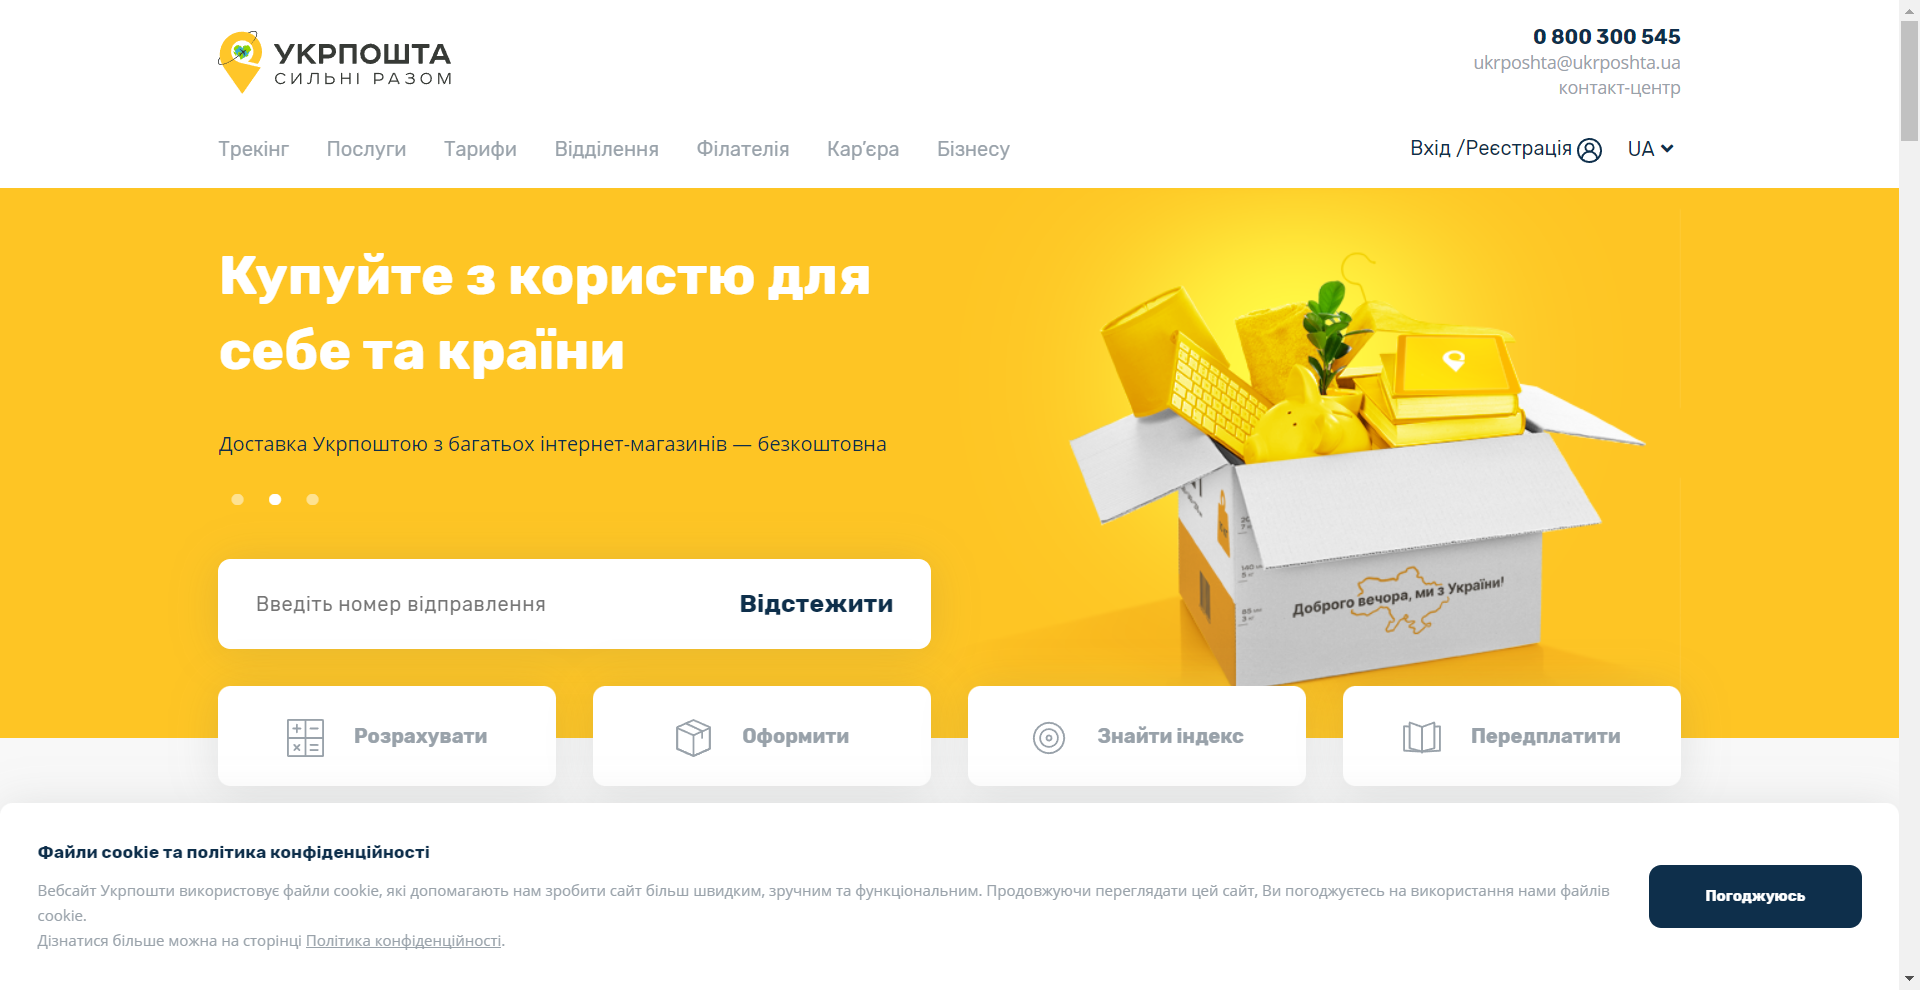 УКРПОШТА
СИЛЬНІ РАЗОМ
0 800 300 545
ukrposhta@ukrposhta.ua
контакт-центр
Трекінг Послуги Тарифи Відділення Філателія Кар’єра Бізнесу
Вхід /Реєстрація UA
Купуйте з користю для
себе та країни
Доставка Укрпоштою з багатьох інтернет-магазинів — безкоштовна
Доброго вечора, ми з України!
Введіть номер відправлення Відстежити
Розрахувати Оформити Знайти індекс Передплатити
Файли cookie та політика конфіденційності
Вебсайт Укрпошти використовує файли cookie, які допомагають нам зробити сайт більш швидким, зручним та функціональним. Продовжуючи переглядати цей сайт, Ви погоджуєтесь на використання нами файлів
cookie.
Дізнатися більше можна на сторінці Політика конфіденційності.
Погоджуюсь